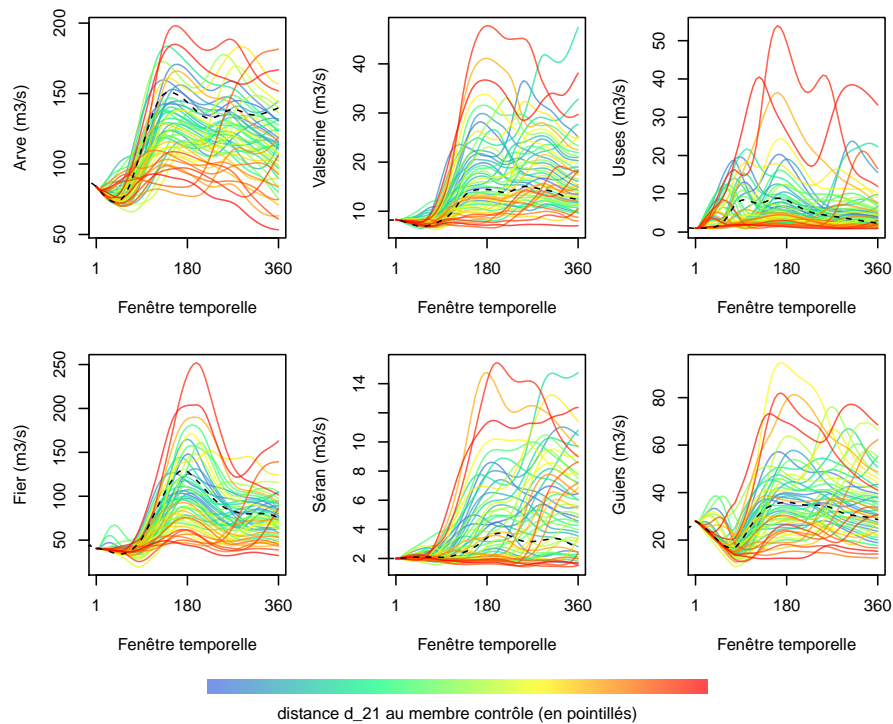 Arve (m3/s)
200
150
100
50
1 180 360
Fenêtre temporelle
Valserine (m3/s)
40
30
20
10
1 180 360
Fenêtre temporelle
Usses (m3/s)
50
40
30
20
10
0
1 180 360
Fenêtre temporelle
Fier (m3/s)
250
200
150
100
50
1 180 360
Fenêtre temporelle
Séran (m3/s)
14
10
8
6
4
2
1 180 360
Fenêtre temporelle
Guiers (m3/s)
80
60
40
20
1 180 360
Fenêtre temporelle
distance d_21 au membre contrôle (en pointillés)